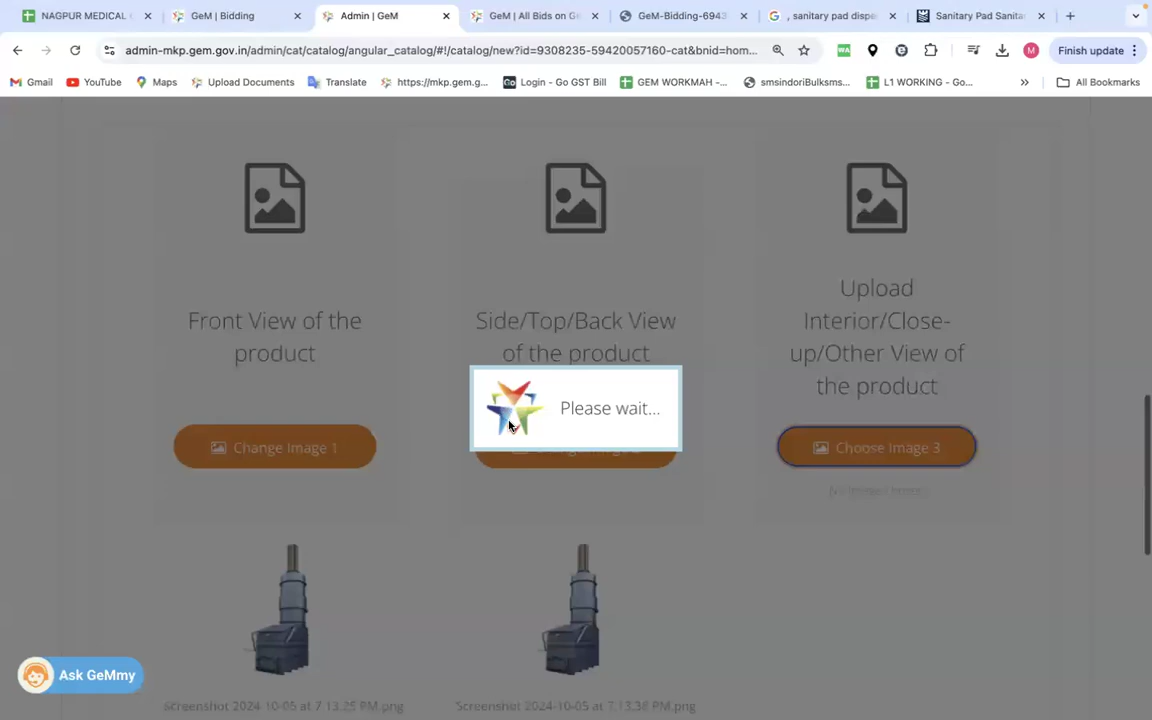 NAGPUR MEDICAL
GeM | Bidding
Admin | GeM
GeM | All Bids on Ge
GeM-Bidding-6943
, sanitary pad dispe
Sanitary Pad Sanitar
admin-mkp.gem.gov.in/admin/cat/catalog/angular_catalog/#!/catalog/new?id=9308235-59420057160-cat&bnid=hom...
WA
M
Finish update
Gmail
YouTube
Maps
Upload Documents
Translate
https://mkp.gem.g...
Login - Go GST Bill
GEM WORKMAH -...
smsindoriBulksms...
L1 WORKING - Go...
All Bookmarks
Front View of the
product
Side/Top/Back View
of the product
Upload
Interior/Close-
up/Other View of
the product
Please wait...
Change Image 1
Choose Image 3
Screenshot 2024-10-05 at 7.13.25 PM.png
Screenshot 2024-10-05 at 7.13.38 PM.png
Ask GeMmy